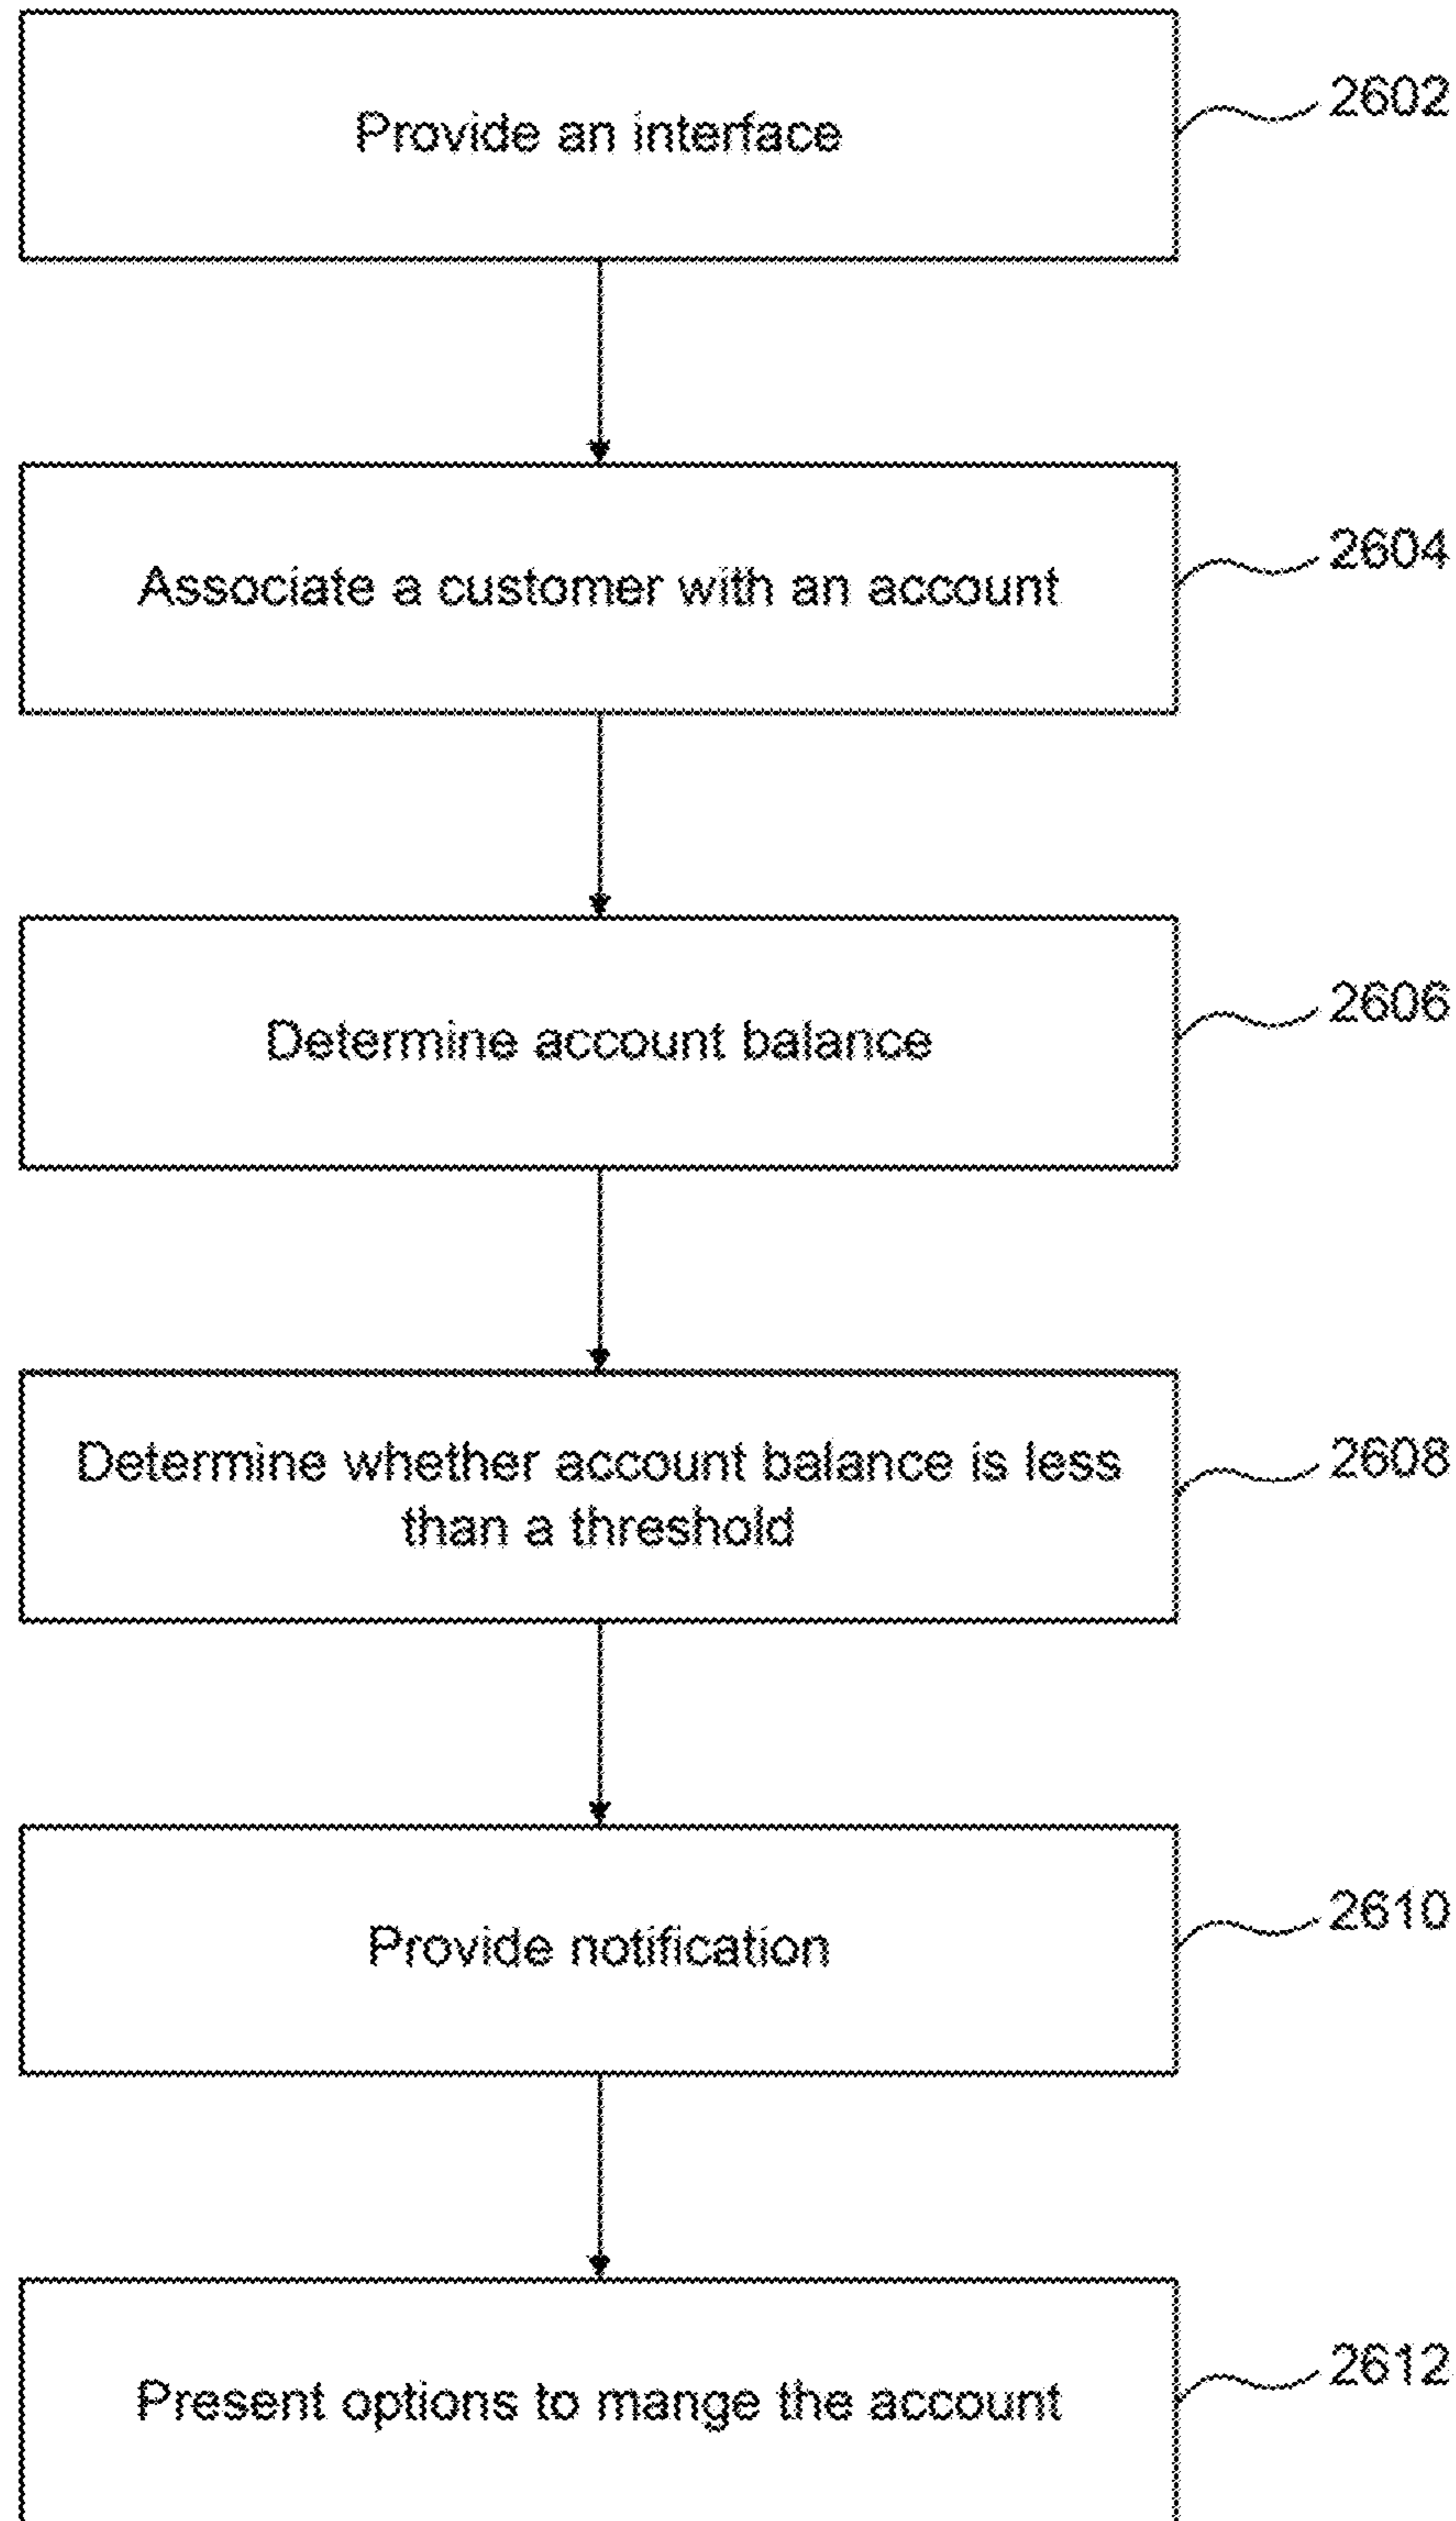 Provide an interface
2602
Associate a customer with an account
2604
Determine account balance
2606
Determine whether account balance is less
than a threshold
2608
Provide notification
2610
Present options to mange the account
2612